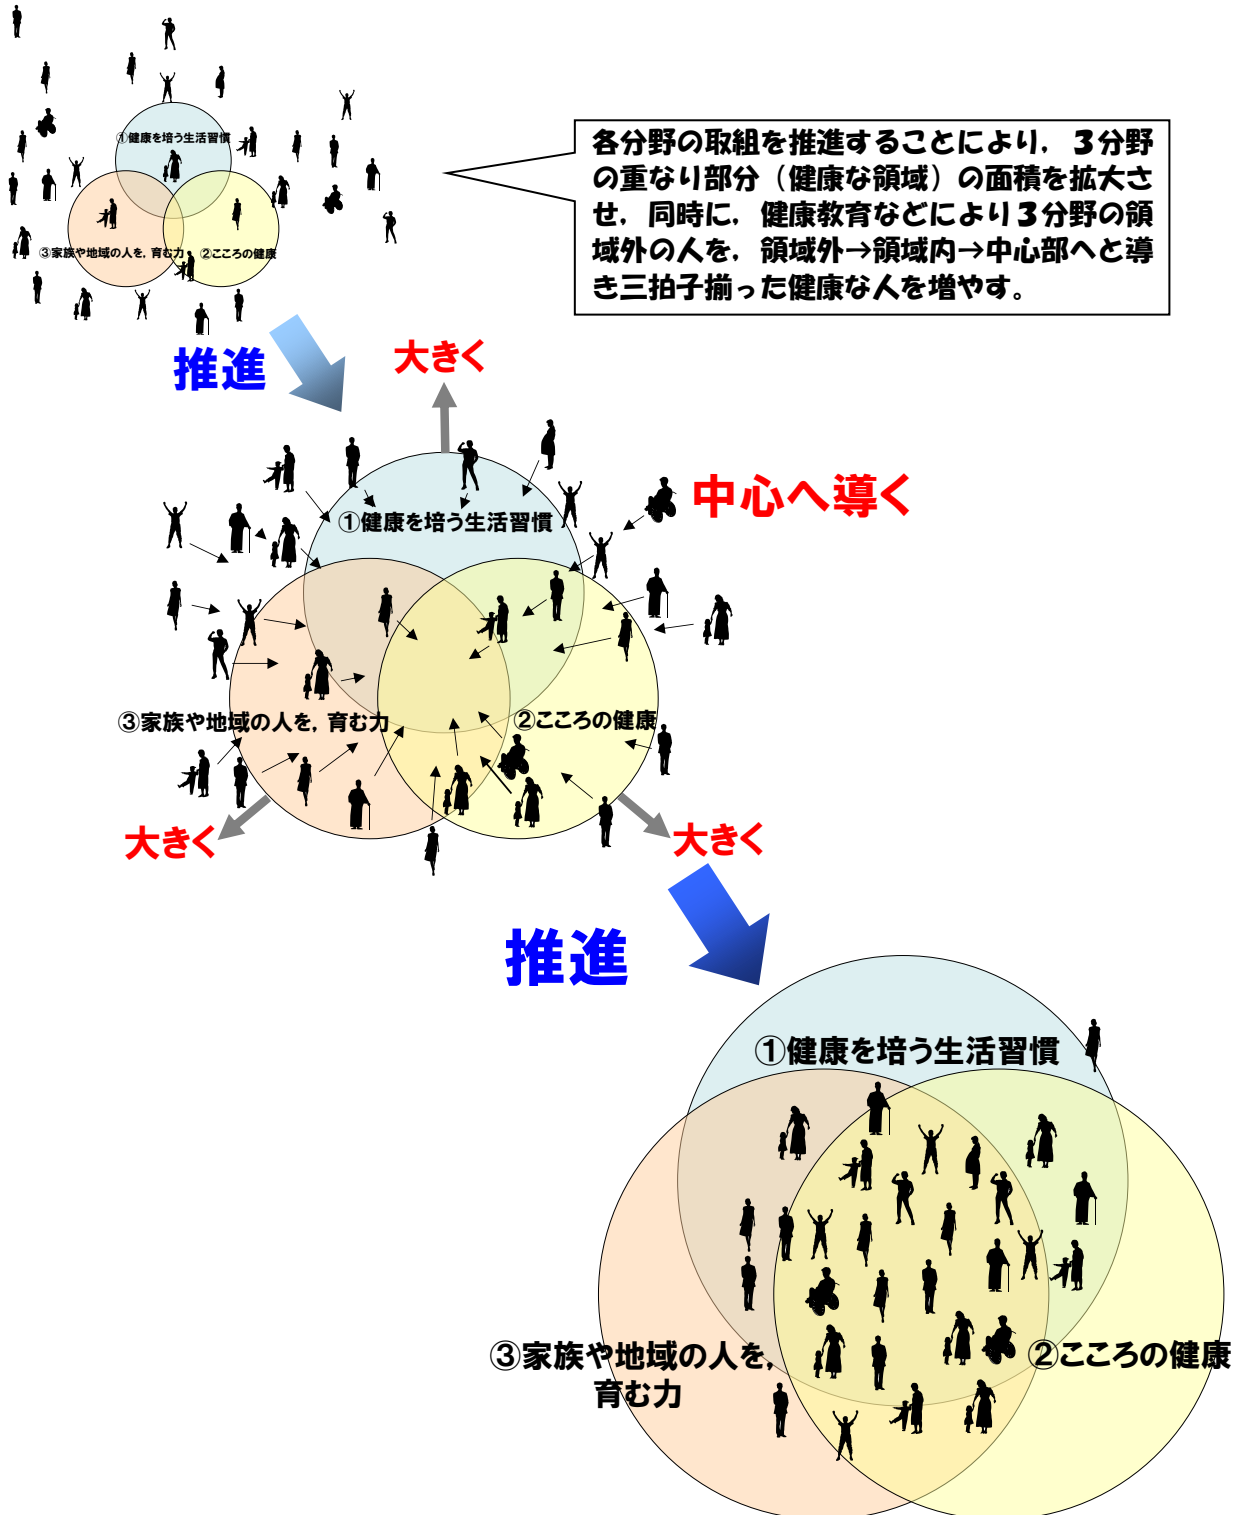 ①健康を培う生活習慣
③家族や地域の人を，育む力
②こころの健康
各分野の取組を推進することにより，３分野
の重なり部分（健康な領域）の面積を拡大さ
せ，同時に，健康教育などにより３分野の領
域外の人を，領域外→領域内→中心部へと導
き三拍子揃った健康な人を増やす。
推進
大きく
中心へ導く
①健康を培う生活習慣
③家族や地域の人を，育む力
②こころの健康
大きく
大きく
推進
①健康を培う生活習慣
③家族や地域の人を，
育む力
②こころの健康